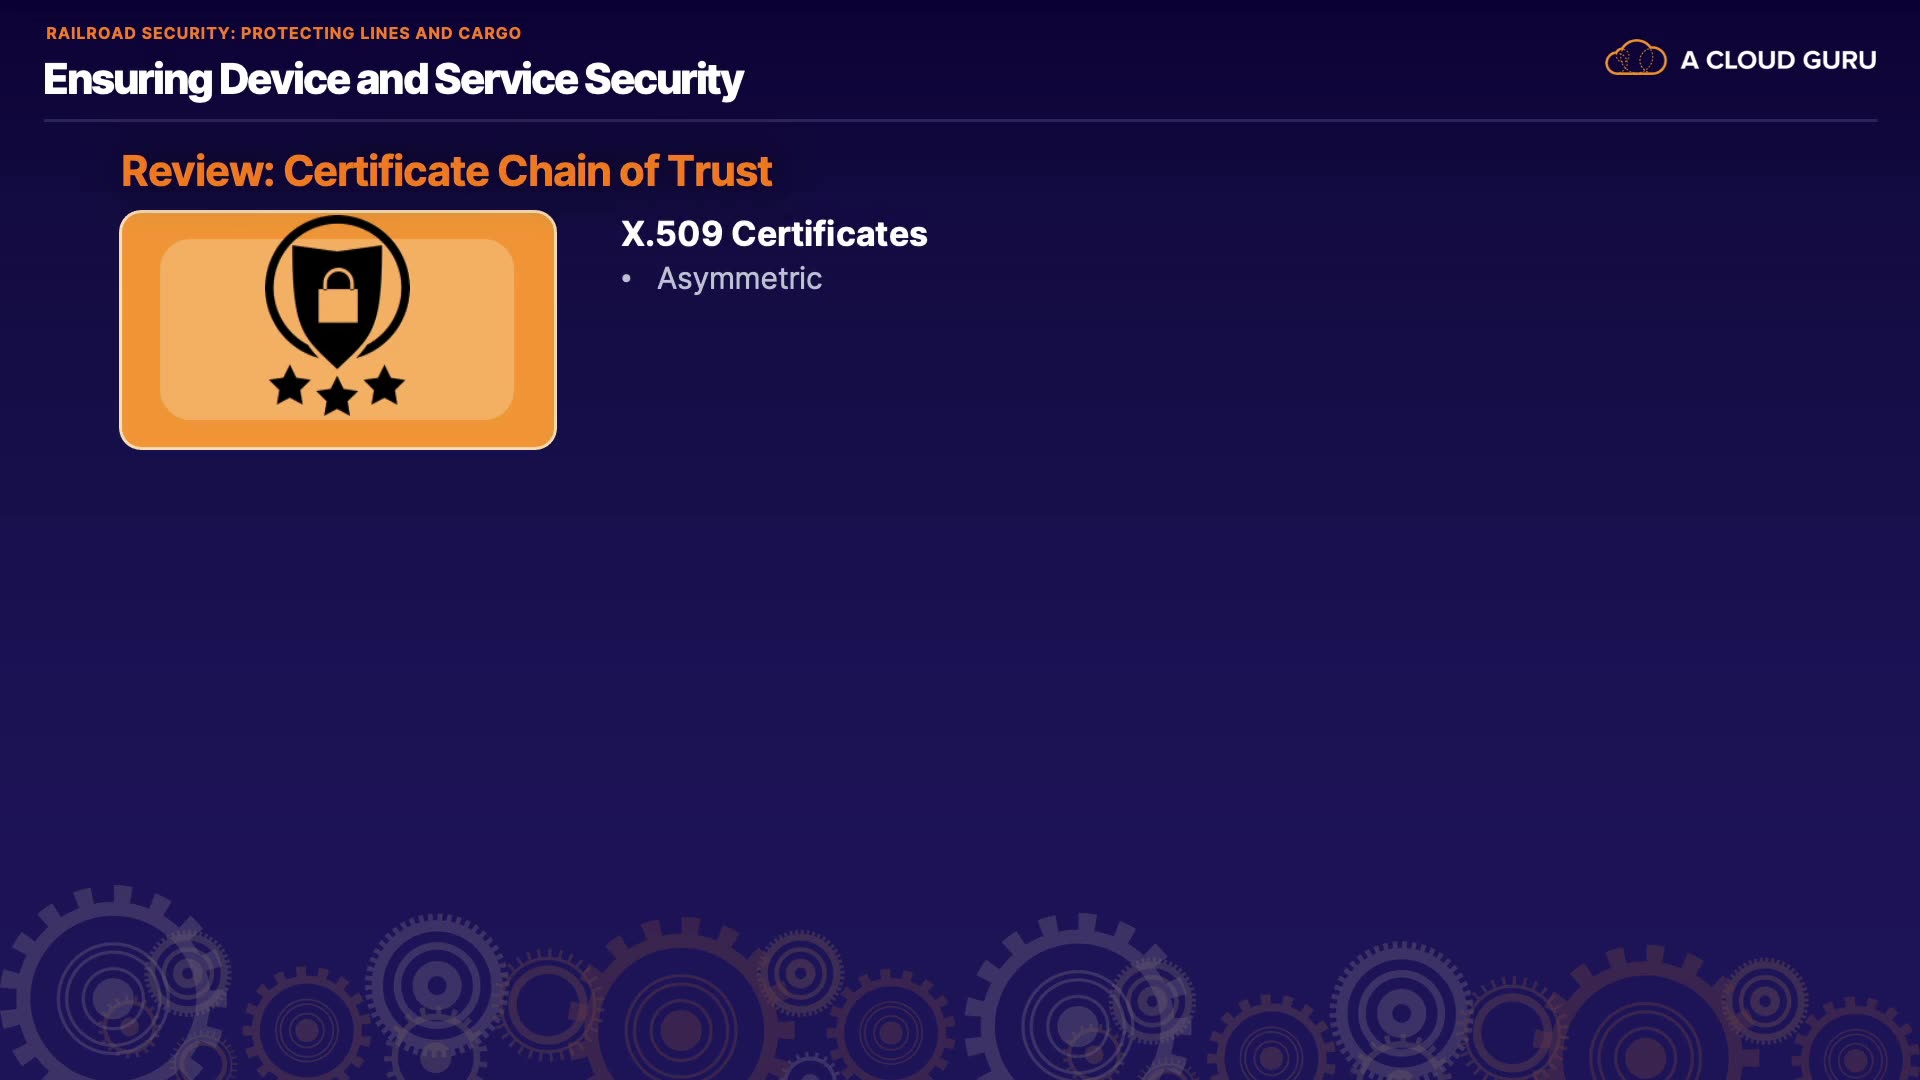 RAILROAD SECURITY: PROTECTING LINES AND CARGO
Ensuring Device and Service Security
A CLOUD GURU
Review: Certificate Chain of Trust
X.509 Certificates
• Asymmetric